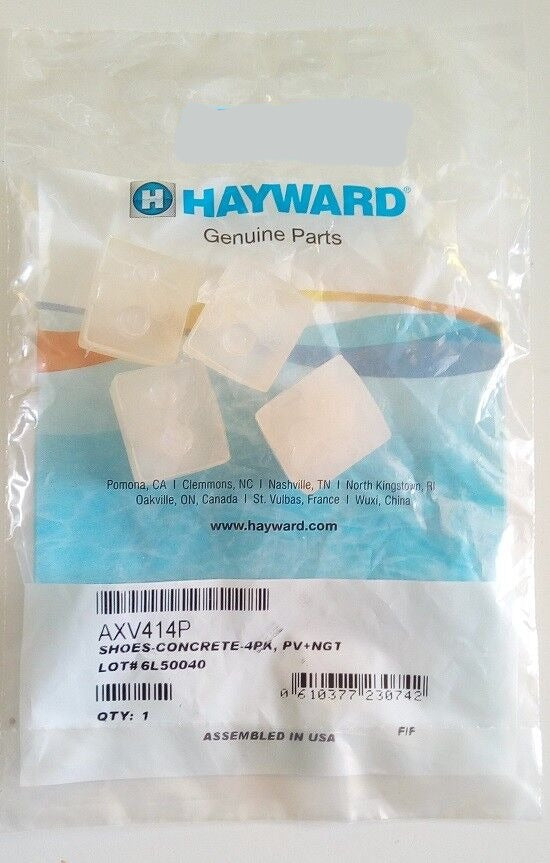 H HAYWARD®
Genuine Parts
Pomona, CA I Clemmons, NC I Nashville, TN I North Kingstown, RI
Oakville, ON, Canada I St. Vulbas, France I Wuxi, China
www.hayward.com
AXV414P
SHOES-CONCRETE-4PK, PV+NGT
LOT# 6L50040
0 610377 230742
QTY: 1
ASSEMBLED IN USA
F/F